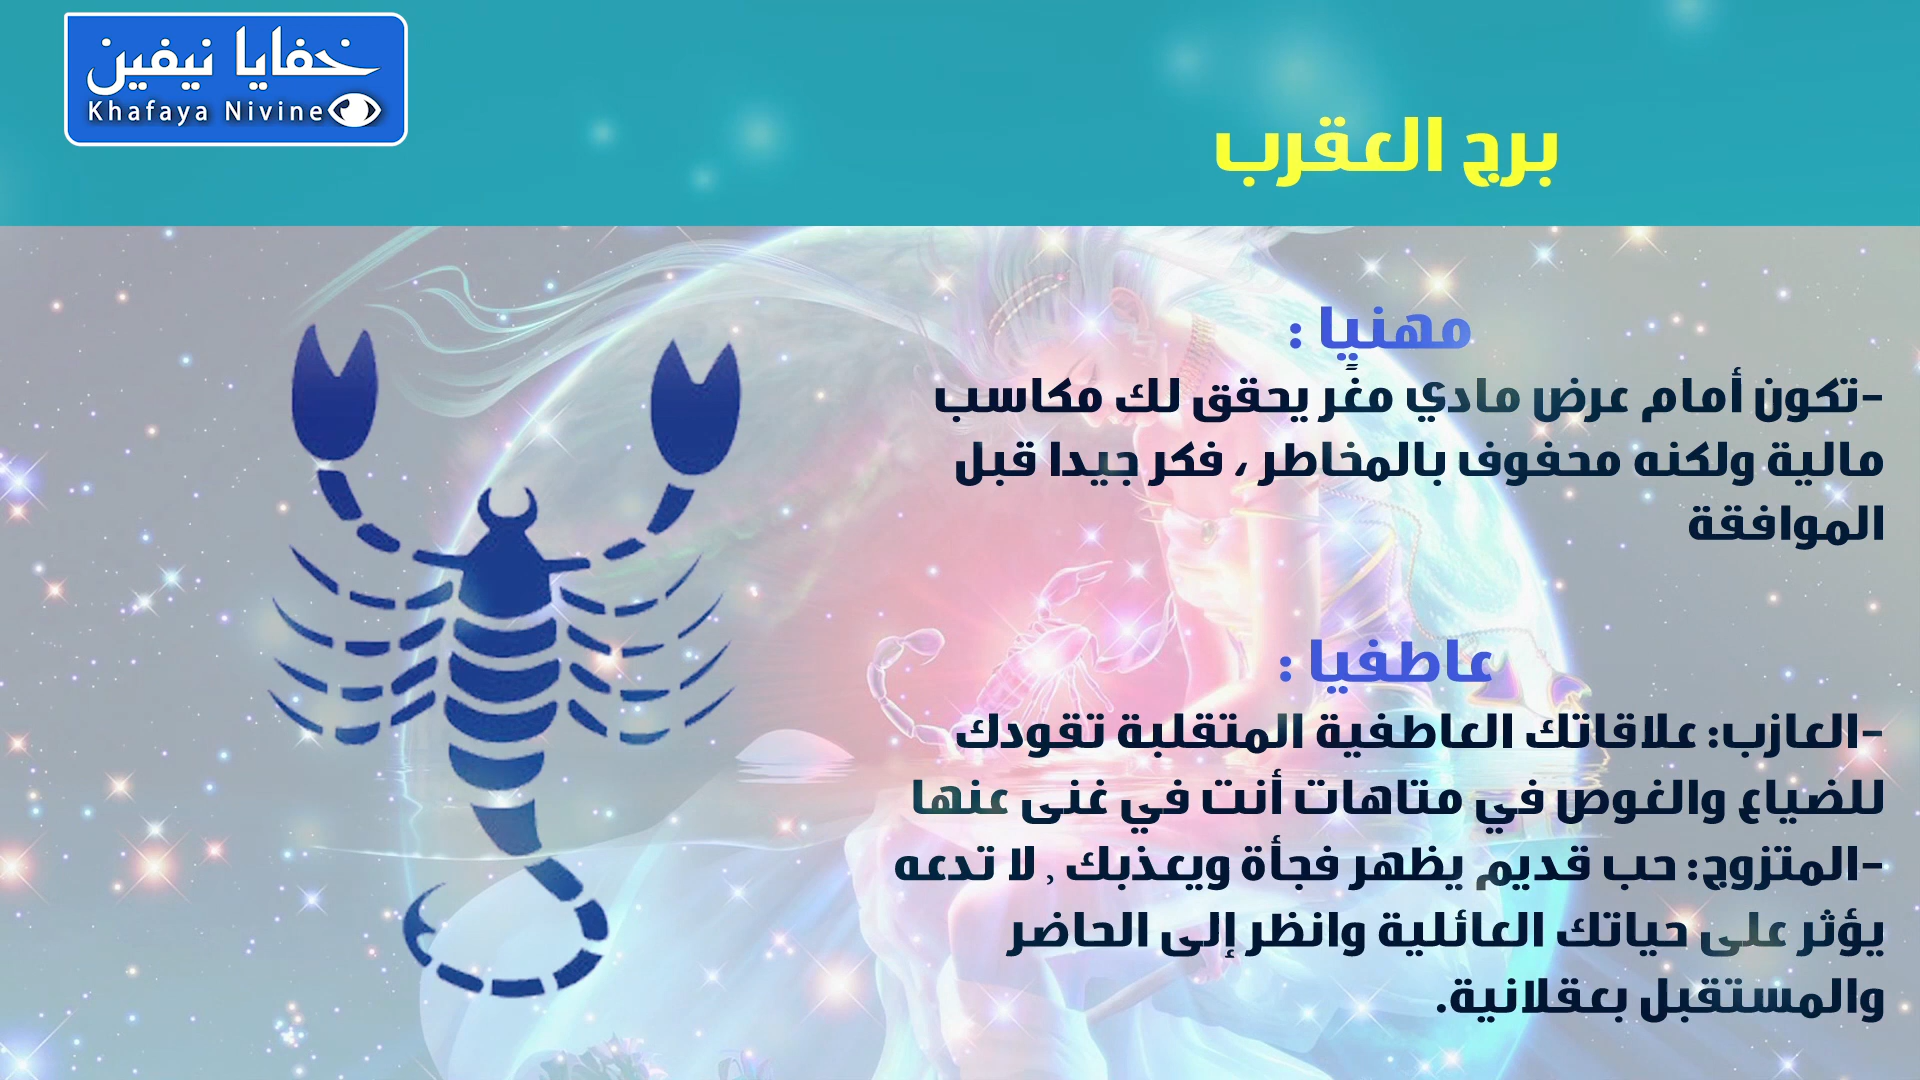 خفايا نيفين
Khafaya Nivine
برج العقرب
مهنيًا :
-تكون أمام عرض مادي مغر يحقق لك مكاسب
مالية ولكنه محفوف بالمخاطر ، فكر جيدا قبل
الموافقة
عاطفيا :
-العازب: علاقاتك العاطفية المتقلبة تقودك
للضياع والغوص في متاهات أنت في غنى عنها
-المتزوج: حب قديم يظهر فجأة ويعذبك , لا تدعه
يؤثر على حياتك العائلية وانظر إلى الحاضر
والمستقبل بعقلانية.